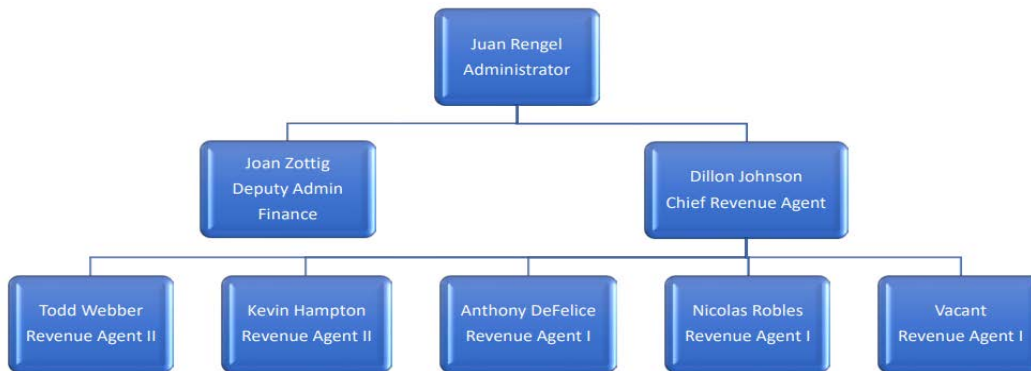 Juan Rengel
Administrator
Joan Zottig
Deputy Admin
Finance
Dillon Johnson
Chief Revenue Agent
Todd Webber
Revenue Agent II
Kevin Hampton
Revenue Agent II
Anthony DeFelice
Revenue Agent I
Nicolas Robles
Revenue Agent I
Vacant
Revenue Agent I